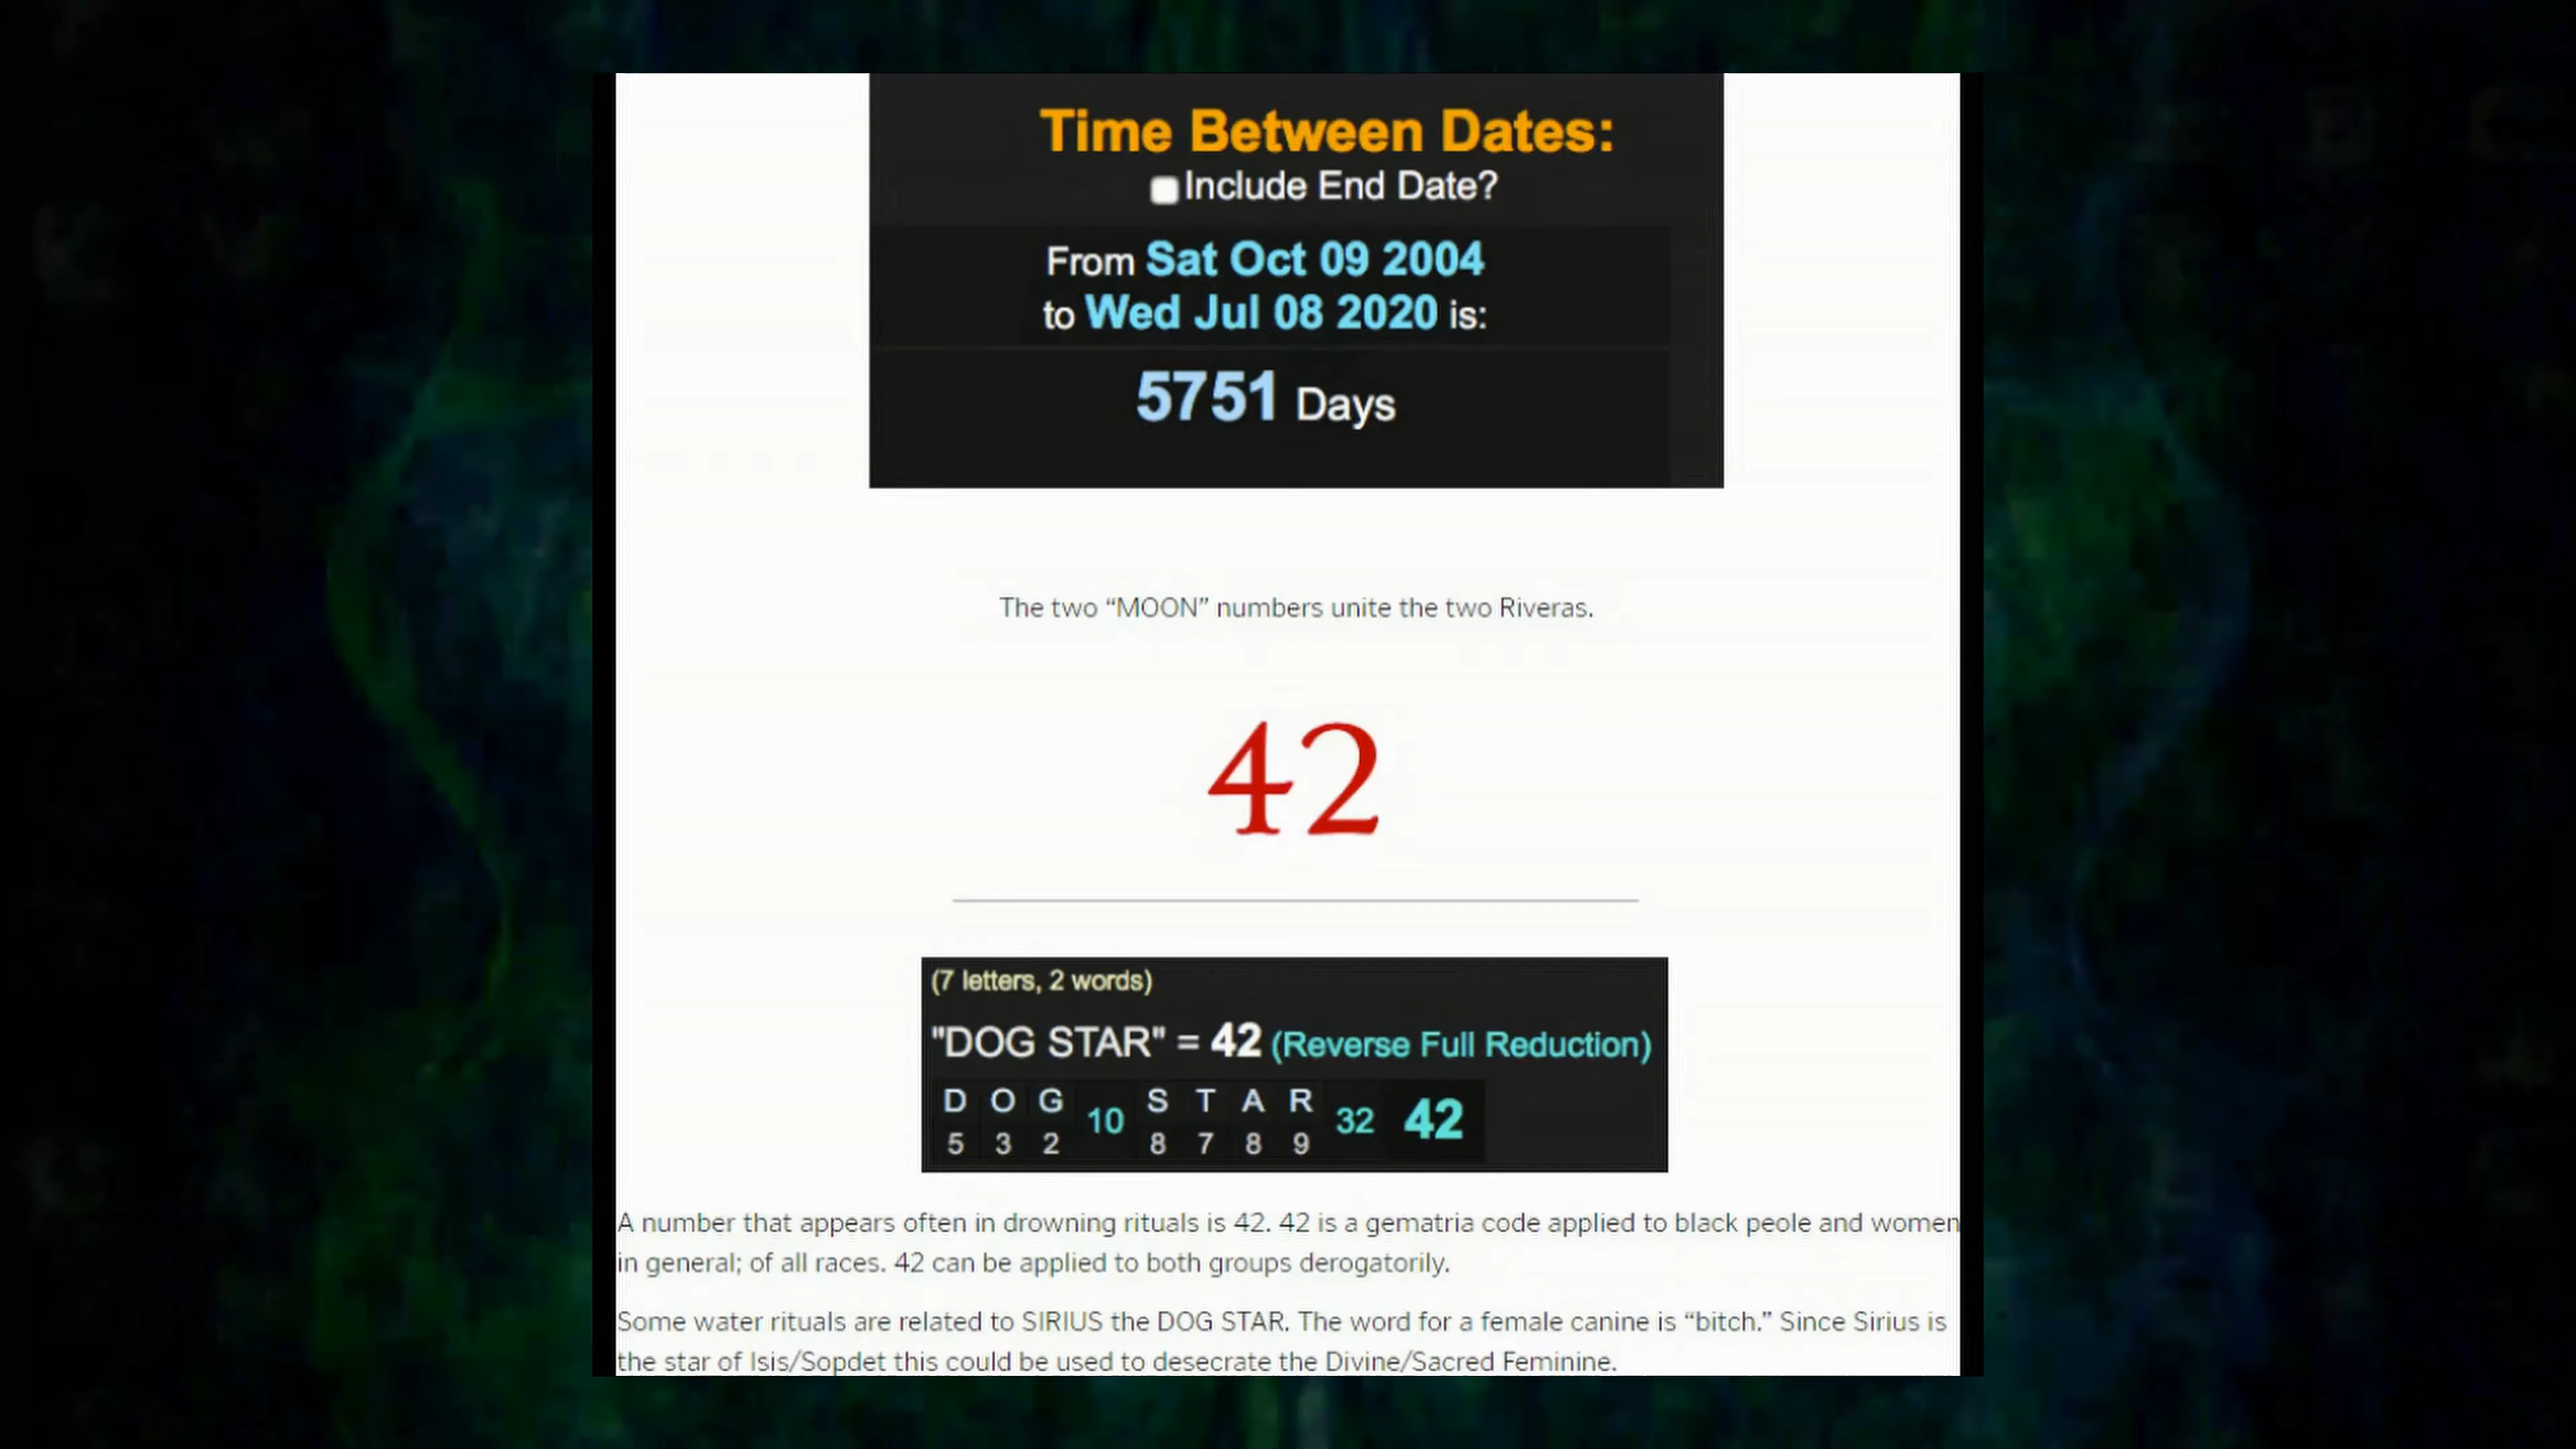 Time Between Dates:
Include End Date?
From Sat Oct 09 2004
to Wed Jul 08 2020 is:
5751 Days
The two “MOON” numbers unite the two Riveras.
42
(7 letters, 2 words)
"DOG STAR" = 42 (Reverse Full Reduction)
D O G 10 S T A R 32 42
5 3 2 8 7 8 9
A number that appears often in drowning rituals is 42. 42 is a gematria code applied to black peole and women
in general; of all races. 42 can be applied to both groups derogatorily.
Some water rituals are related to SIRIUS the DOG STAR. The word for a female canine is “bitch.” Since Sirius is
the star of Isis/Sopdet this could be used to desecrate the Divine/Sacred Feminine.